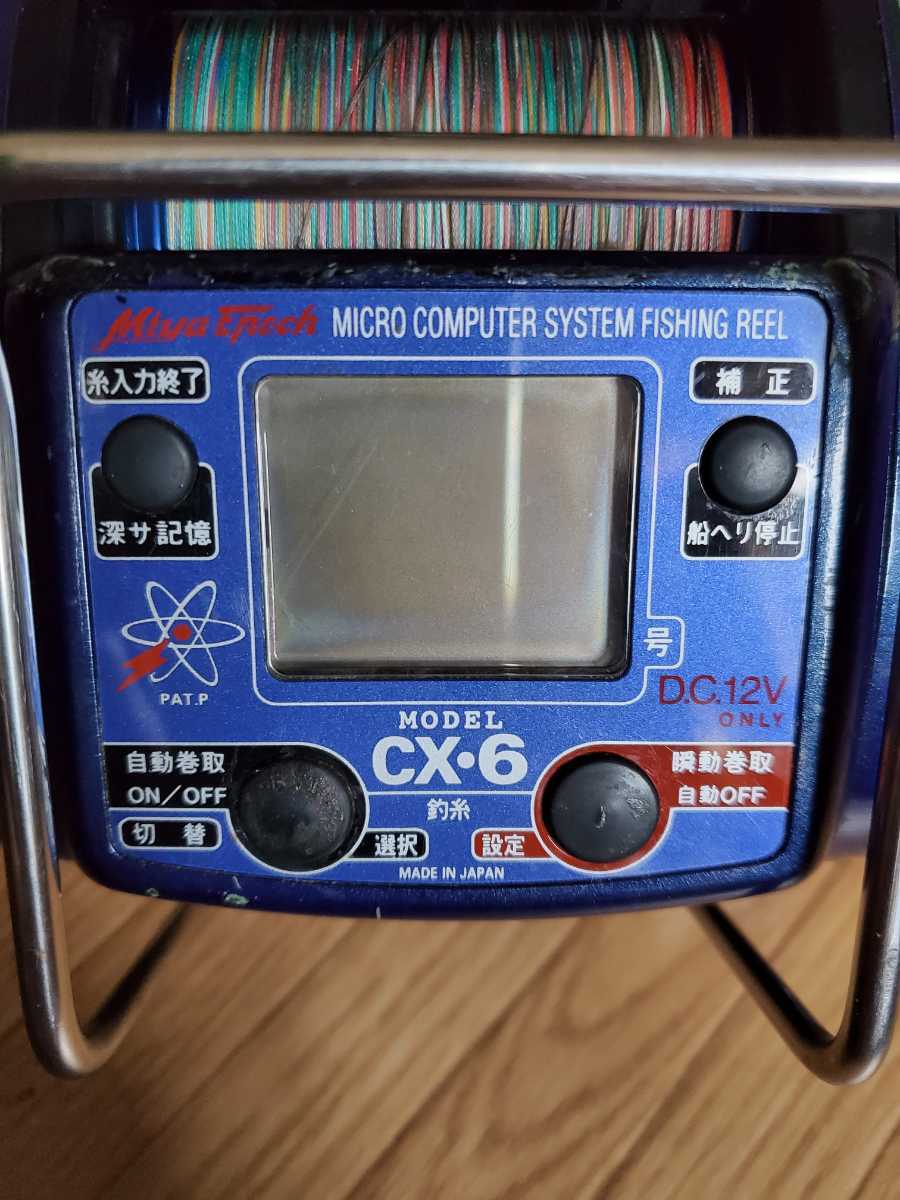 Miya Epoch MICRO COMPUTER SYSTEM FISHING REEL
糸入力終了
補正
深サ記憶
船ヘリ停止
号
PAT.P
D.C.12V
ONLY
MODEL
CX・6
釣糸
自動巻取
ON/OFF
切替
選択
設定
瞬動巻取
自動OFF
MADE IN JAPAN